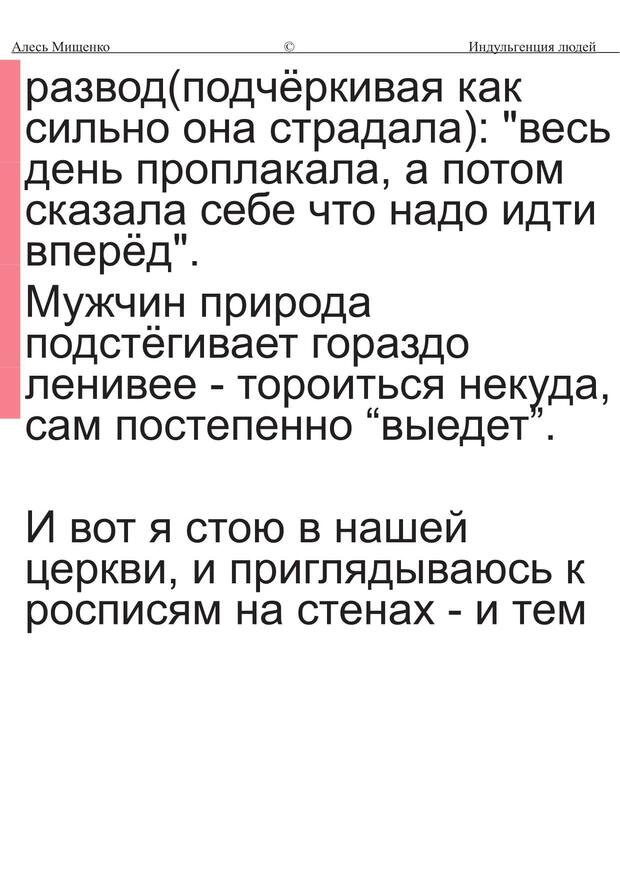 Алесь Мищенко © Индульгенция людей
развод(подчёркивая как
сильно она страдала): "весь
день проплакала, а потом
сказала себе что надо идти
вперёд".
Мужчин природа
подстёгивает гораздо
ленивее - тороиться некуда,
сам постепенно “выедет”.
И вот я стою в нашей
церкви, и приглядываюсь к
росписям на стенах - и тем